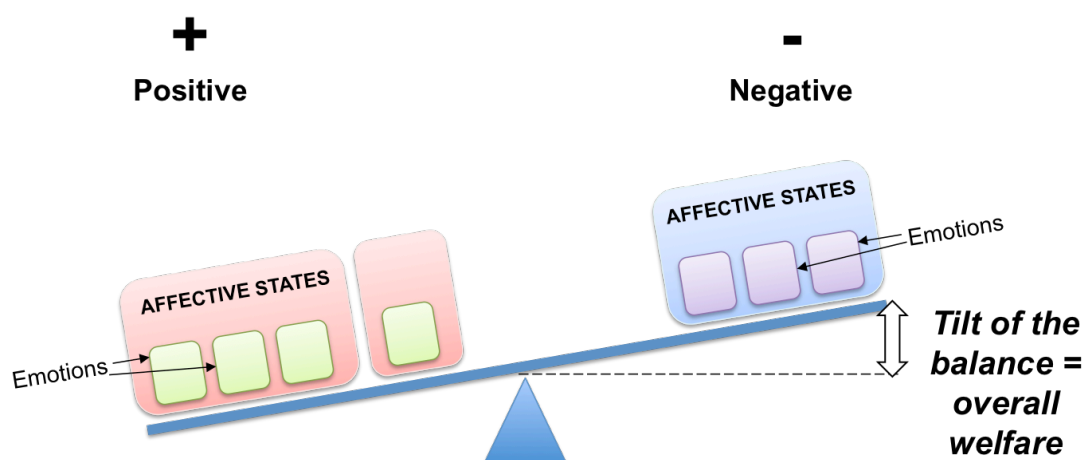 +
-
Positive
Negative
AFFECTIVE STATES
Emotions
AFFECTIVE STATES
Emotions
Tilt of the
balance =
overall
welfare